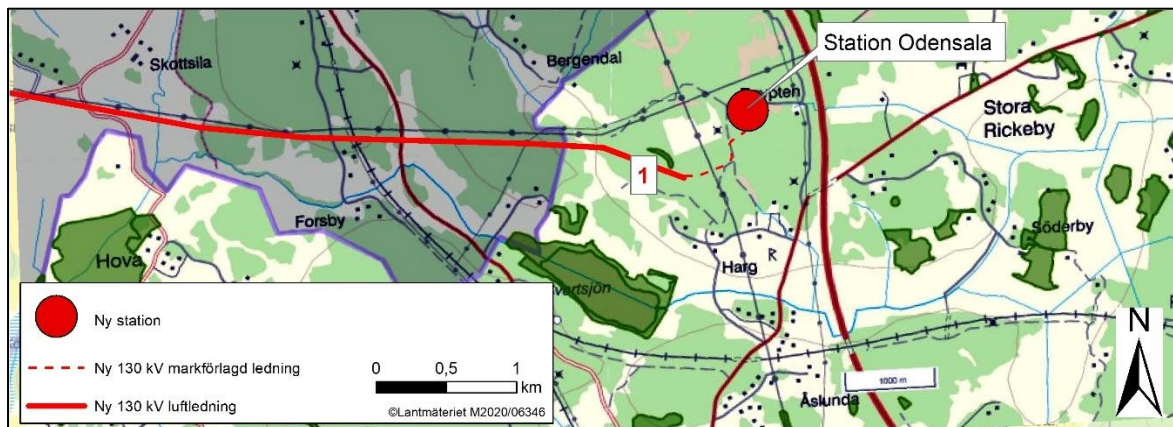 Station Odensala
Skottsila
Bergendal
Stora
Rickeby
1
Forsby
Söderby
Hova
Harg
R
Ny station
Ny 130 kV markförlagd ledning
Ny 130 kV luftledning
0 0,5 1
km
©Lantmäteriet M2020/06346
1000 m
Åslunda
N